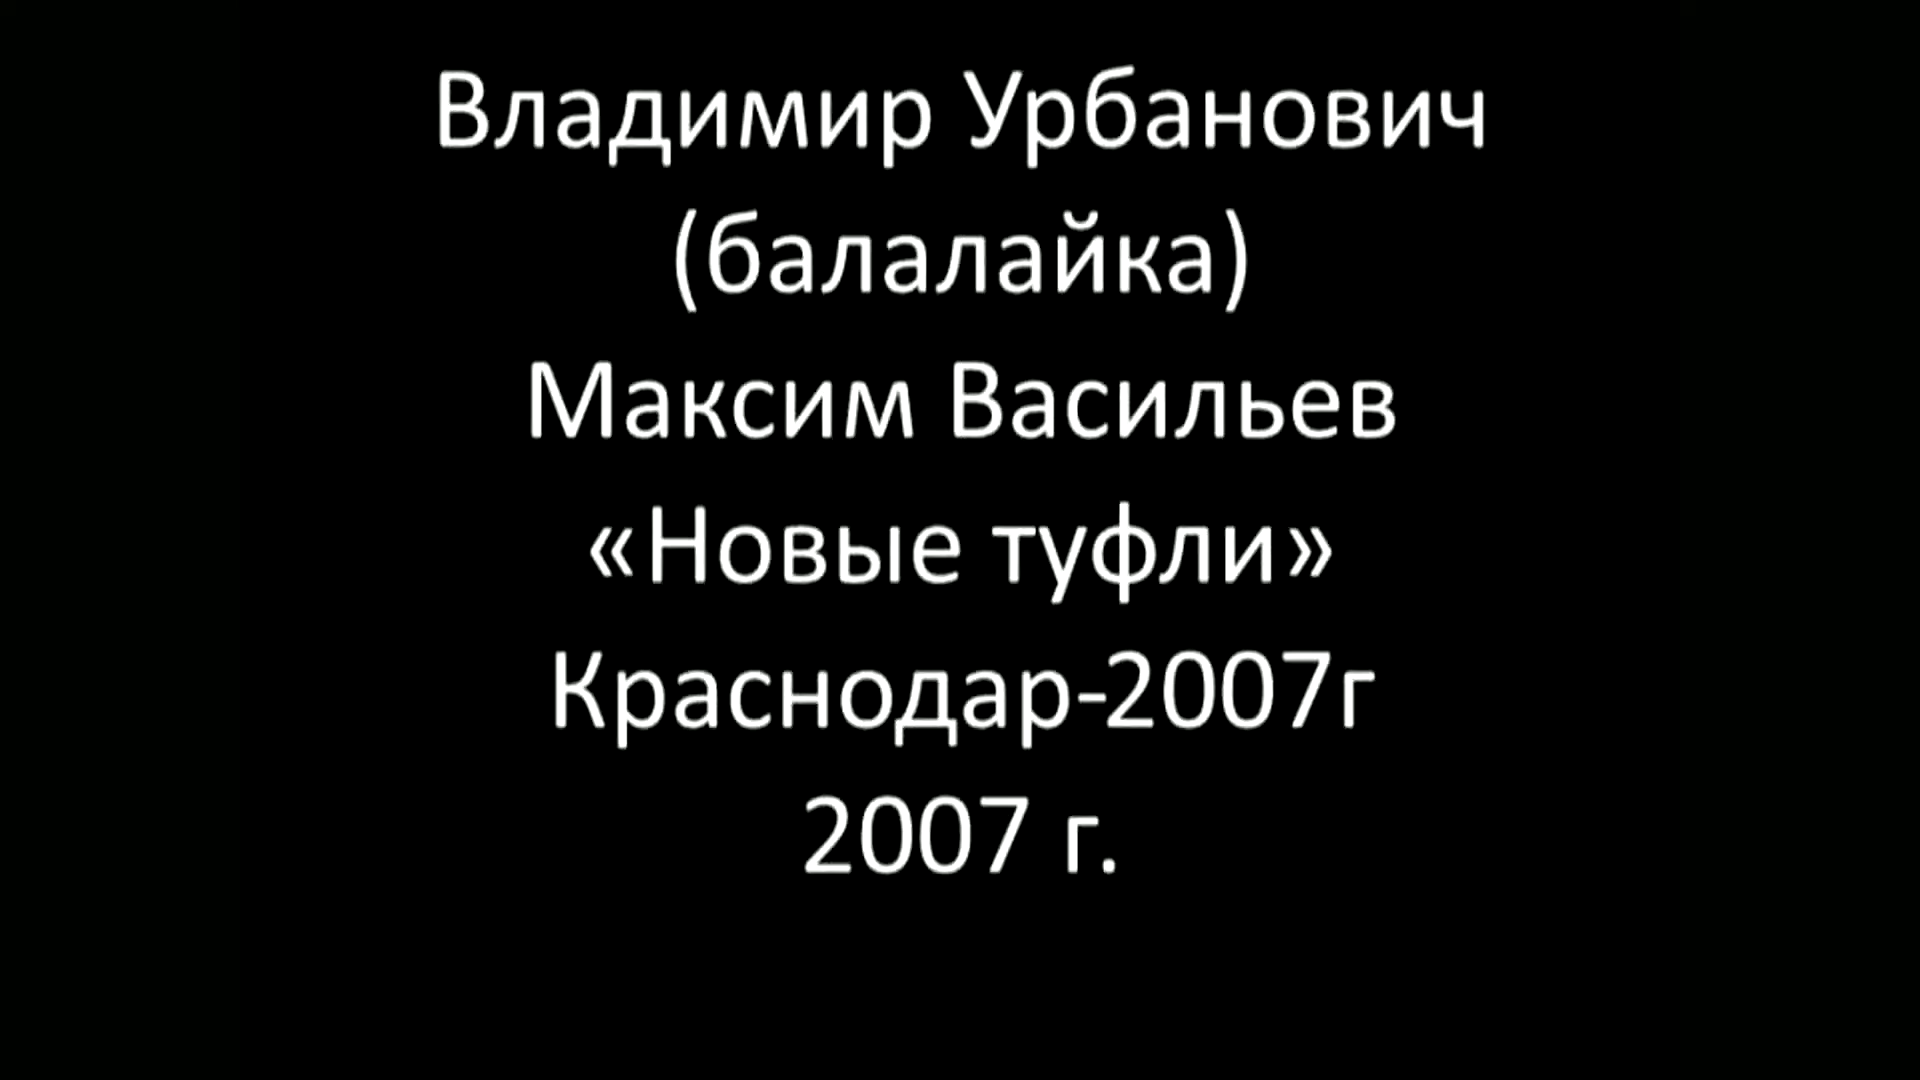 Владимир Урбанович
(балалайка)
Максим Васильев
«Новые туфли»
Краснодар-2007г
2007 г.